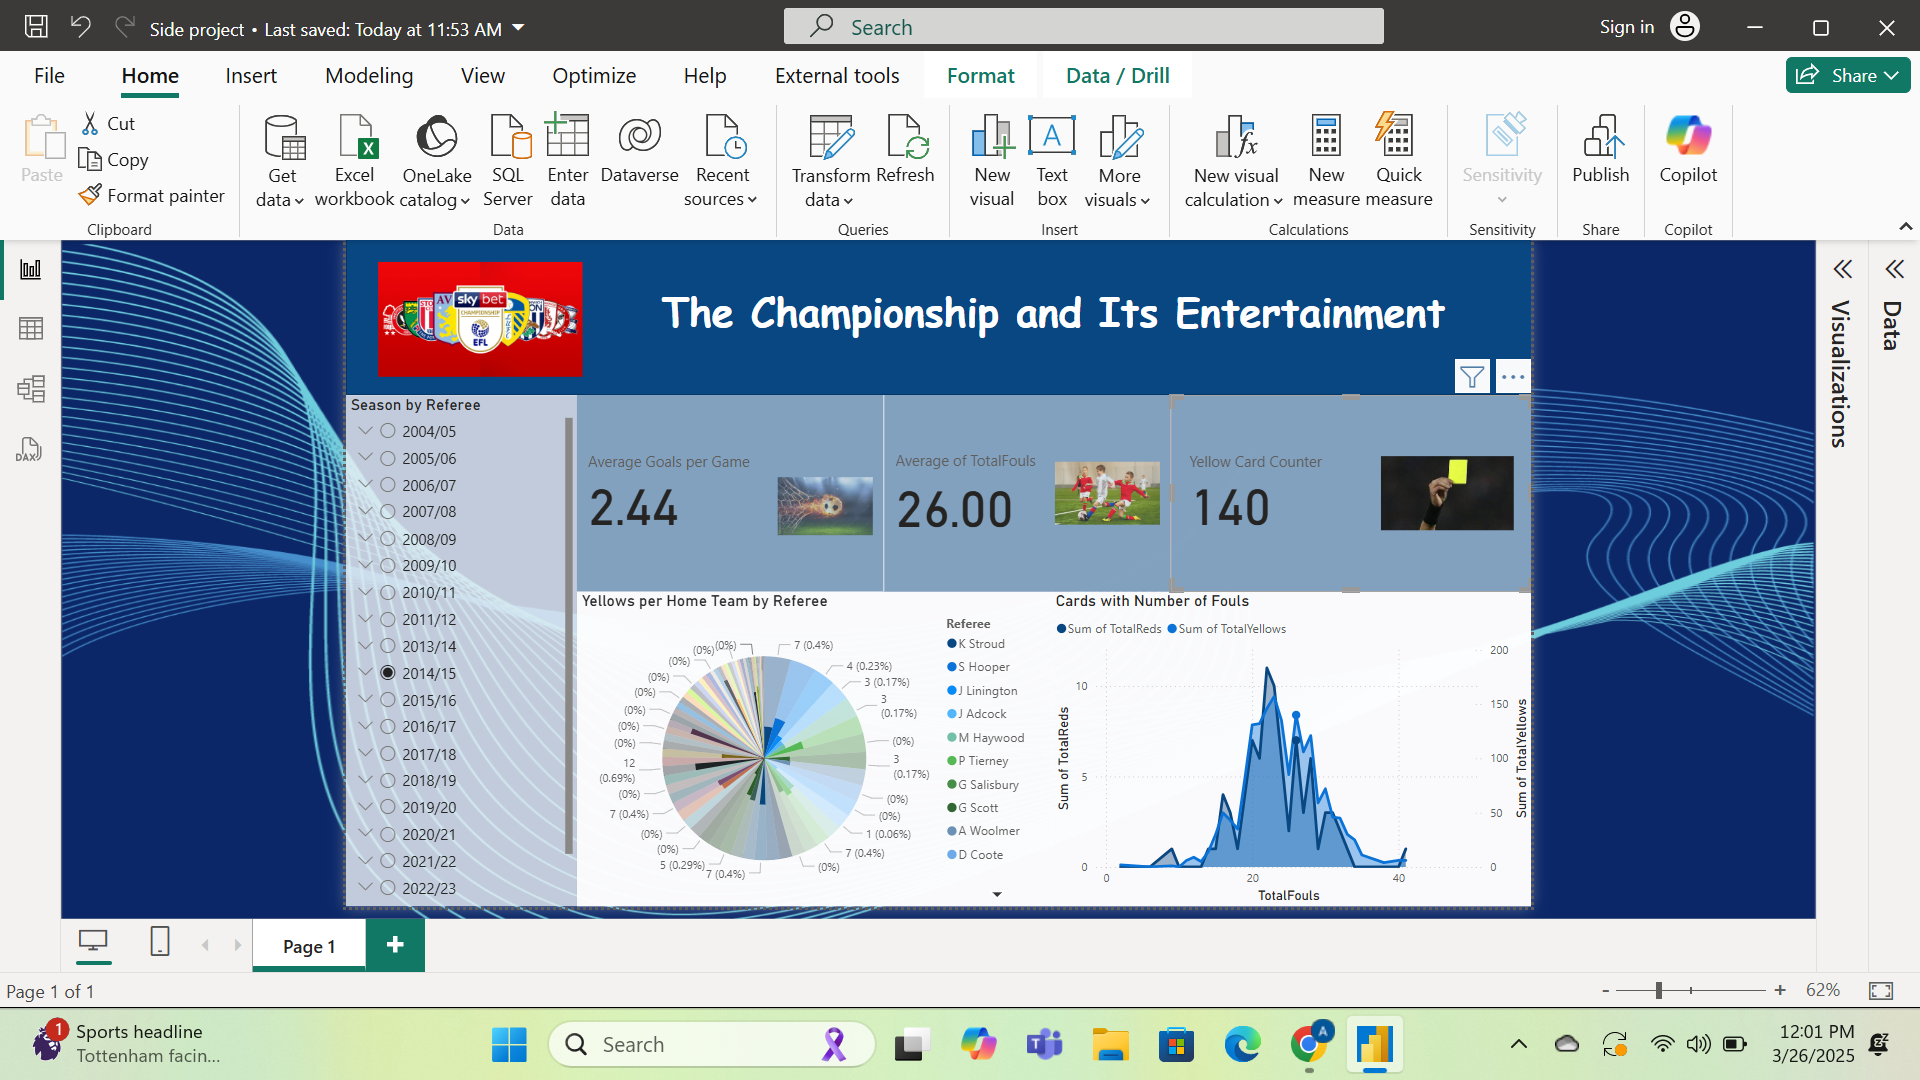 Side project • Last saved: Today at 11:53 AM
Search
Sign in
File
Home
Insert
Modeling
View
Optimize
Help
External tools
Format
Data / Drill
Share
Paste
Cut
Copy
Format painter
Clipboard
Get data
Excel workbook
OneLake catalog
SQL Server
Enter data
Dataverse
Recent sources
Data
Transform data
Refresh
Queries
New visual
Text box
More visuals
Insert
New visual calculation
New measure
Quick measure
Calculations
Sensitivity
Sensitivity
Publish
Share
Copilot
Copilot
DAX
sky bet
CHAMPIONSHIP
EFL
The Championship and Its Entertainment
Season by Referee
2004/05
2005/06
2006/07
2007/08
2008/09
2009/10
2010/11
2011/12
2013/14
2014/15
2015/16
2016/17
2017/18
2018/19
2019/20
2020/21
2021/22
2022/23
Average Goals per Game
2.44
Average of TotalFouls
26.00
Yellow Card Counter
140
Yellows per Home Team by Referee
7 (0.4%)
4 (0.23%)
3 (0.17%)
3 (0.17%)
(0%)
3 (0.17%)
(0%)
(0%)
1 (0.06%)
7 (0.4%)
(0%)
7 (0.4%)
5 (0.29%)
(0%)
(0%)
7 (0.4%)
(0%)
12 (0.69%)
(0%)
(0%)
(0%)
(0%)
(0%)
(0%)
(0%)
(0%)
Referee
K Stroud
S Hooper
J Linington
J Adcock
M Haywood
P Tierney
G Salisbury
G Scott
A Woolmer
D Coote
Cards with Number of Fouls
Sum of TotalReds
Sum of TotalYellows
Sum of TotalReds
10
5
0
0
20
40
TotalFouls
200
150
100
50
0
Sum of TotalYellows
Visualizations
Data
Page 1
Page 1 of 1
- + 62%
1
Sports headline
Tottenham facin...
Search
A
12:01 PM
3/26/2025